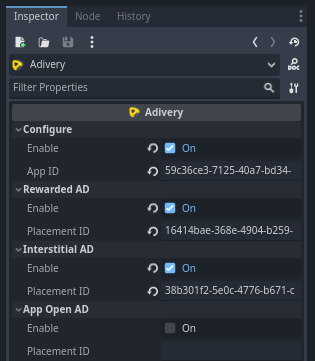 Inspector Node History
Adivery
DOC
Filter Properties
Adivery
Configure
Enable On
App ID 59c36ce3-7125-40a7-bd34-
Rewarded AD
Enable On
Placement ID 16414bae-368e-4904-b259-
Interstitial AD
Enable On
Placement ID 38b301f2-5e0c-4776-b671-c
App Open AD
Enable On
Placement ID